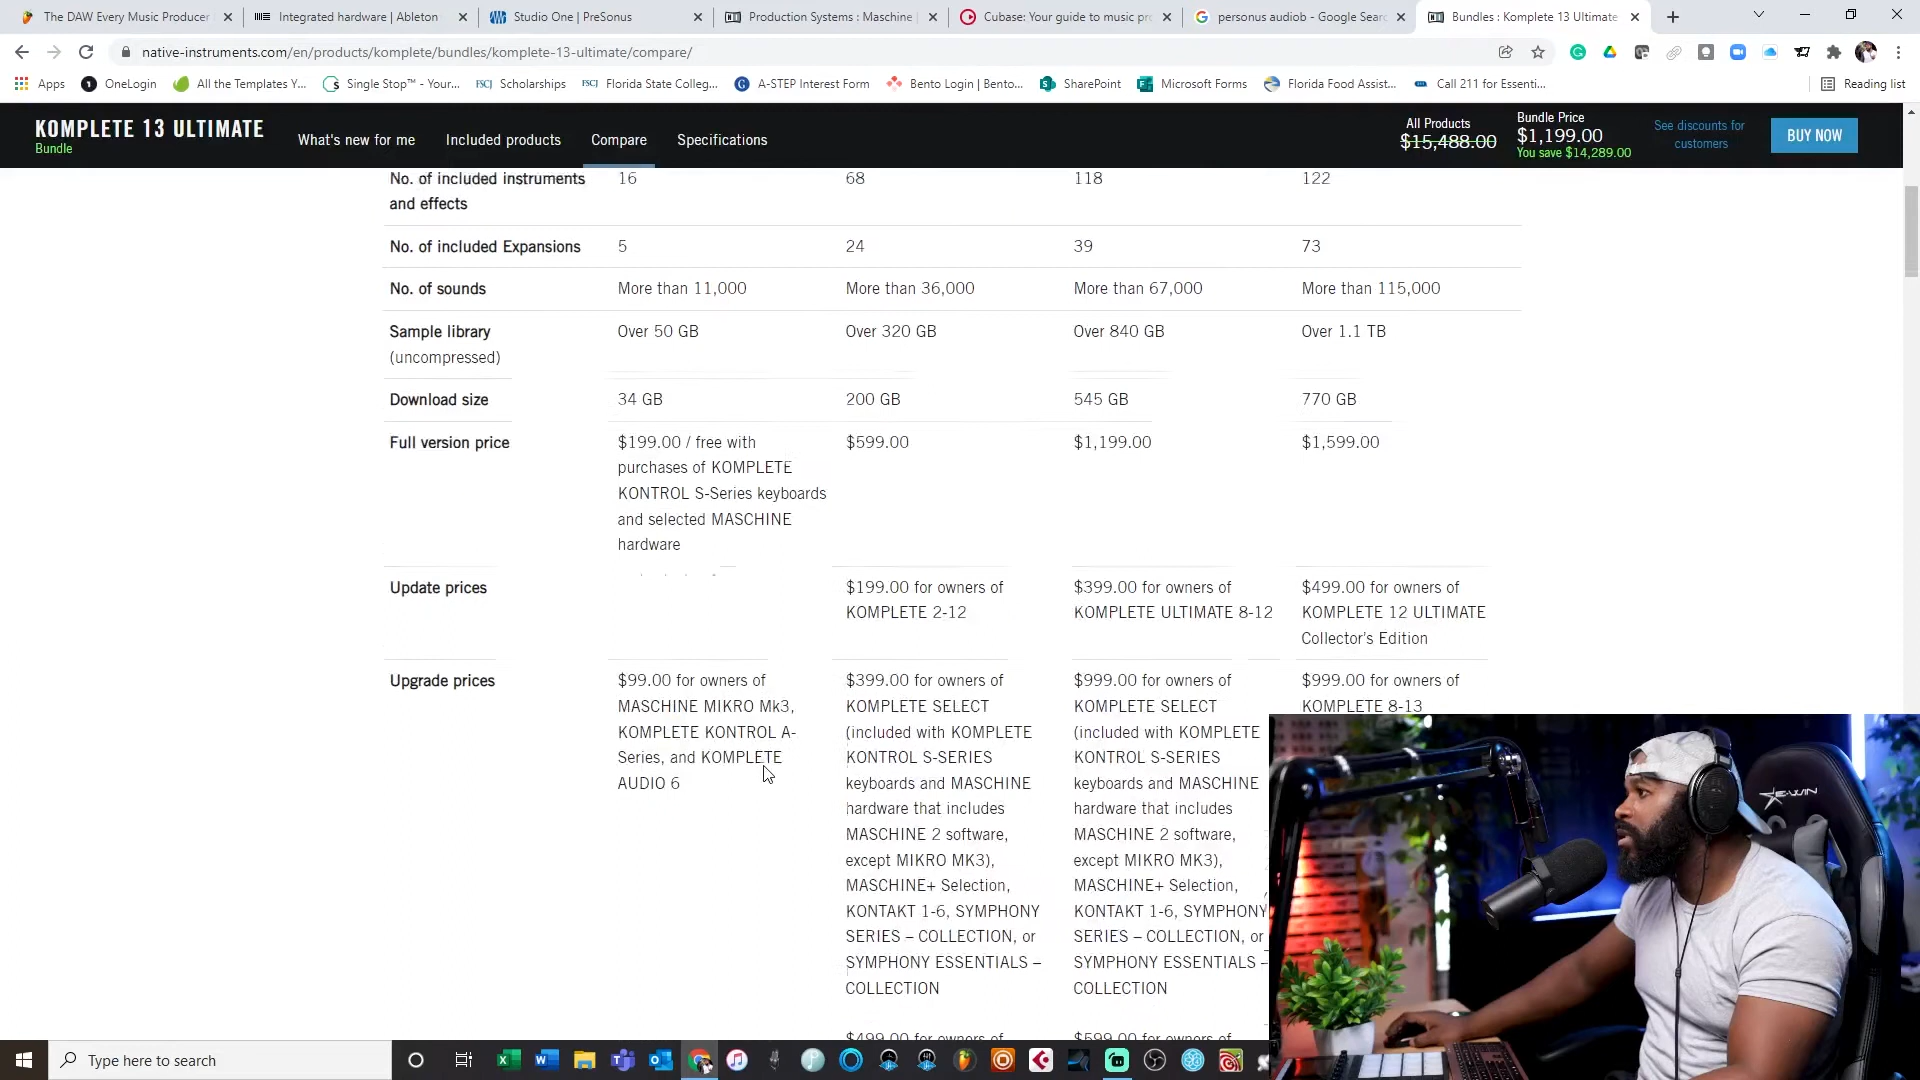 The DAW Every Music Producer
Integrated hardware | Ableton
Studio One | PreSonus
Production Systems : Maschine
Cubase: Your guide to music pr
personus audiob - Google Sear
Bundles : Komplete 13 Ultimate
native-instruments.com/en/products/komplete/bundles/komplete-13-ultimate/compare/
Apps
OneLogin
All the Templates Y...
Single Stop™ - Your...
FSCJ Scholarships
FSCJ Florida State Colleg...
A-STEP Interest Form
Bento Login | Bento...
SharePoint
Microsoft Forms
Florida Food Assist...
Call 211 for Essenti...
Reading list
KOMPLETE 13 ULTIMATE
Bundle
What's new for me
Included products
Compare
Specifications
All Products
$15,488.00
Bundle Price
$1,199.00
You save $14,289.00
See discounts for
customers
BUY NOW
No. of included instruments
and effects
16
68
118
122
No. of included Expansions
5
24
39
73
No. of sounds
More than 11,000
More than 36,000
More than 67,000
More than 115,000
Sample library
(uncompressed)
Over 50 GB
Over 320 GB
Over 840 GB
Over 1.1 TB
Download size
34 GB
200 GB
545 GB
770 GB
Full version price
$199.00 / free with
purchases of KOMPLETE
KONTROL S-Series keyboards
and selected MASCHINE
hardware
$599.00
$1,199.00
$1,599.00
Update prices
$199.00 for owners of
KOMPLETE 2-12
$399.00 for owners of
KOMPLETE ULTIMATE 8-12
$499.00 for owners of
KOMPLETE 12 ULTIMATE
Collector's Edition
Upgrade prices
$99.00 for owners of
MASCHINE MIKRO Mk3,
KOMPLETE KONTROL A-
Series, and KOMPLETE
AUDIO 6
$399.00 for owners of
KOMPLETE SELECT
(included with KOMPLETE
KONTROL S-SERIES
keyboards and MASCHINE
hardware that includes
MASCHINE 2 software,
except MIKRO MK3),
MASCHINE+ Selection,
KONTAKT 1-6, SYMPHONY
SERIES – COLLECTION, or
SYMPHONY ESSENTIALS –
COLLECTION
$499.00 for owners of
$999.00 for owners of
KOMPLETE SELECT
(included with KOMPLETE
KONTROL S-SERIES
keyboards and MASCHINE
hardware that includes
MASCHINE 2 software,
except MIKRO MK3),
MASCHINE+ Selection,
KONTAKT 1-6, SYMPHONY
SERIES – COLLECTION, or
SYMPHONY ESSENTIALS –
COLLECTION
$599.00 for owners of
$999.00 for owners of
KOMPLETE 8-13
E-WIN
Type here to search